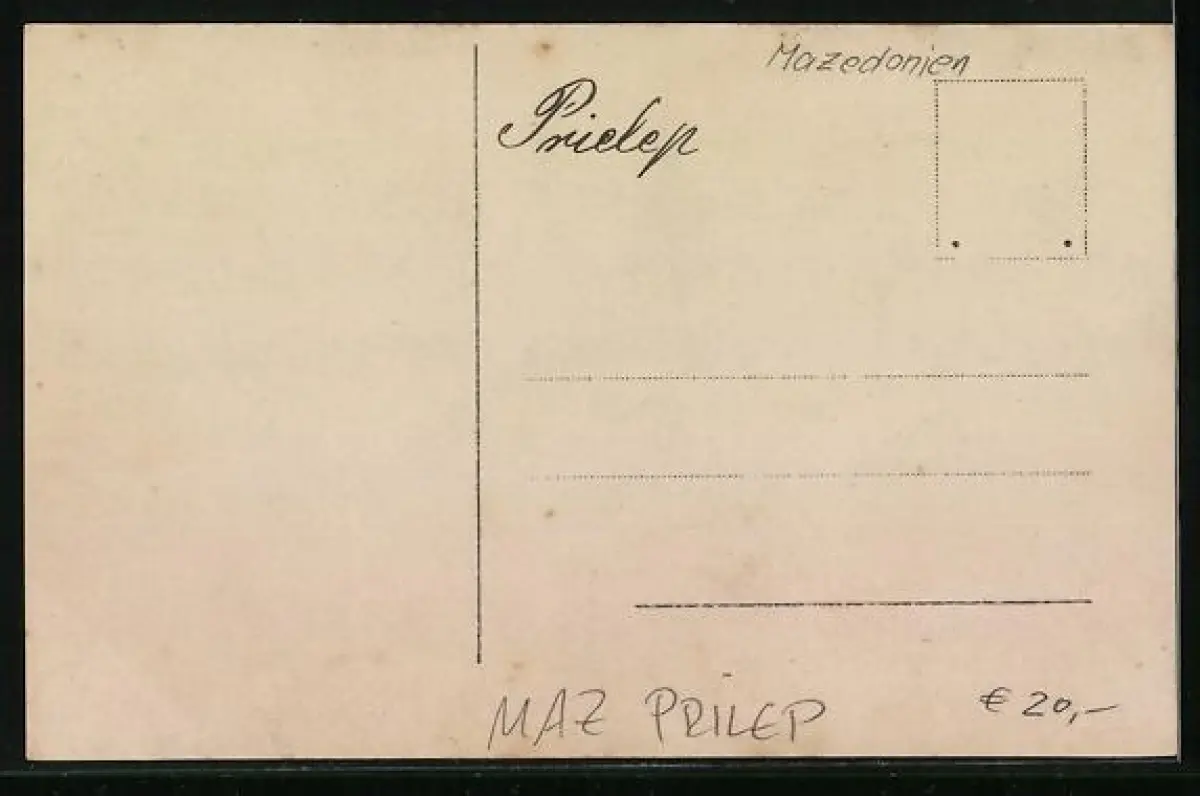 Mazedonien
Prielep
MAZ PRILEP
€ 20,-